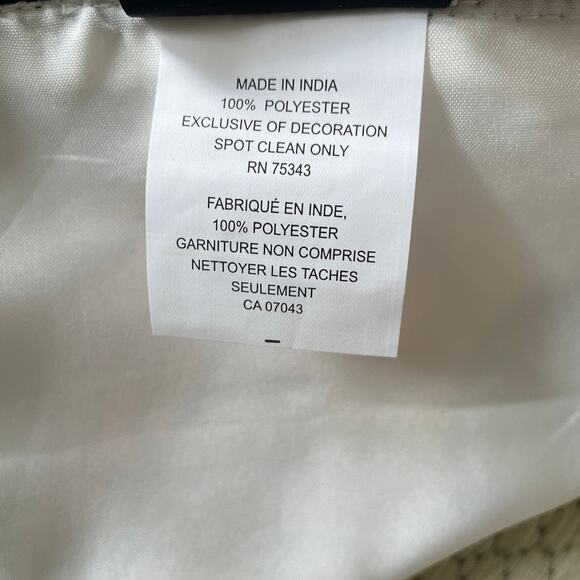 MADE IN INDIA
100% POLYESTER
EXCLUSIVE OF DECORATION
SPOT CLEAN ONLY
RN 75343
FABRIQUÉ EN INDE,
100% POLYESTER
GARNITURE NON COMPRISE
NETTOYER LES TACHES
SEULEMENT
CA 07043